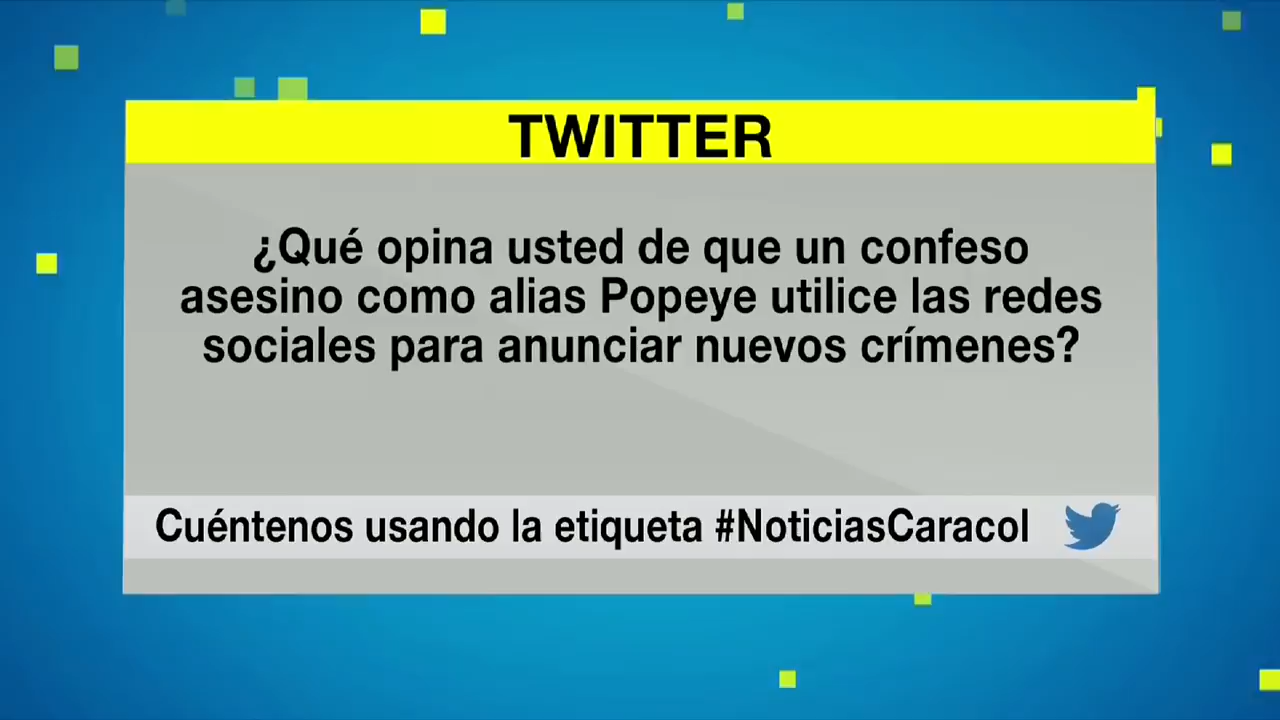 TWITTER
¿Qué opina usted de que un confeso
asesino como alias Popeye utilice las redes
sociales para anunciar nuevos crímenes?
Cuéntenos usando la etiqueta #NoticiasCaracol